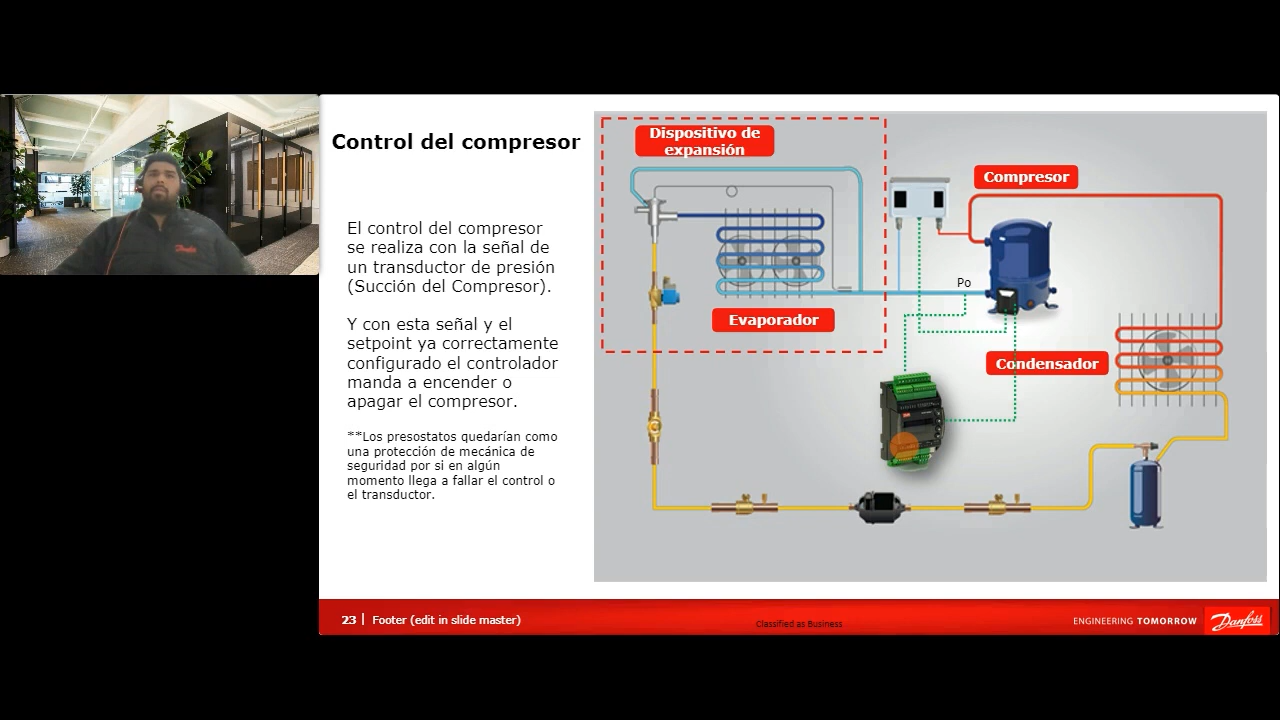 Control del compresor
El control del compresor
se realiza con la señal de
un transductor de presión
(Succión del Compresor).
Y con esta señal y el
setpoint ya correctamente
configurado el controlador
manda a encender o
apagar el compresor.
**Los presostatos quedarían como
una protección de mecánica de
seguridad por si en algún
momento llega a fallar el control o
el transductor.
Dispositivo de
expansión
Compresor
Po
Evaporador
Condensador
23 | Footer (edit in slide master)
Classified as Business
ENGINEERING TOMORROW
Danfoss